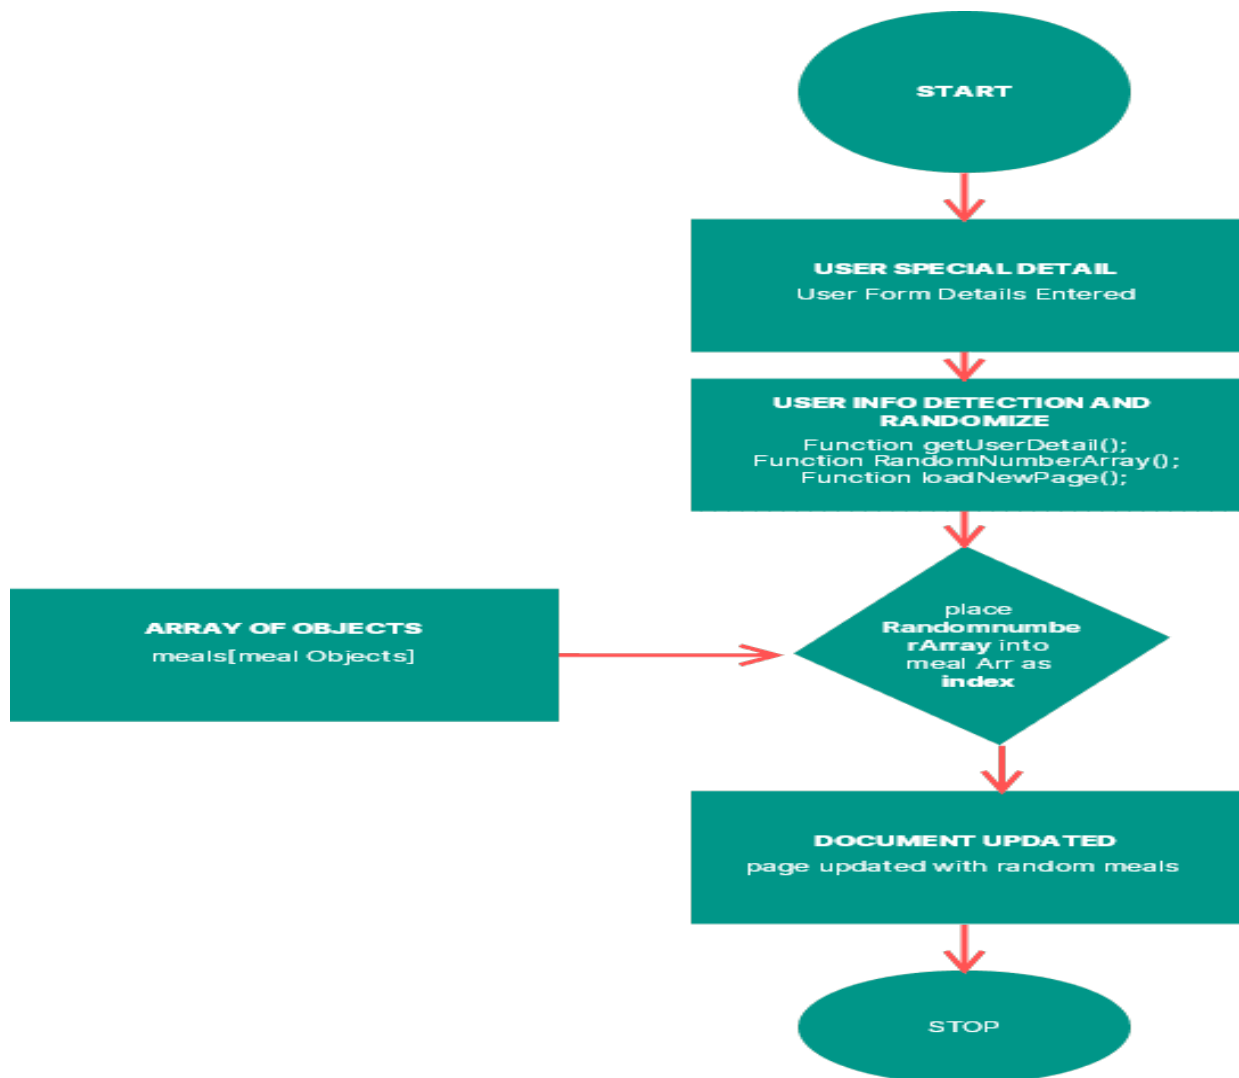 START
USER SPECIAL DETAIL
User Form Details Entered
USER INFO DETECTION AND
RANDOMIZE
Function getUserDetail();
Function RandomNumberArray();
Function loadNewPage();
ARRAY OF OBJECTS
meals[meal Objects]
place
Randomnumbe
rArray into
meal Arr as
index
DOCUMENT UPDATED
page updated with random meals
STOP